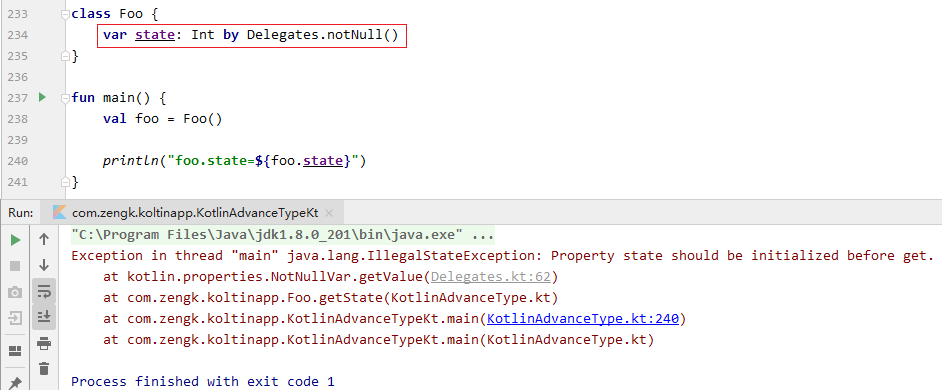 233 class Foo {
234     var state: Int by Delegates.notNull()
235 }
236
237 fun main() {
238     val foo = Foo()
239
240     println("foo.state=${foo.state}")
241 }
Run: com.zengk.koltinapp.KotlinAdvanceTypeKt ×
"C:\Program Files\Java\jdk1.8.0_201\bin\java.exe" ...
Exception in thread "main" java.lang.IllegalStateException: Property state should be initialized before get.
    at kotlin.properties.NotNullVar.getValue(Delegates.kt:62)
    at com.zengk.koltinapp.Foo.getState(KotlinAdvanceType.kt)
    at com.zengk.koltinapp.KotlinAdvanceTypeKt.main(KotlinAdvanceType.kt:240)
    at com.zengk.koltinapp.KotlinAdvanceTypeKt.main(KotlinAdvanceType.kt)
Process finished with exit code 1